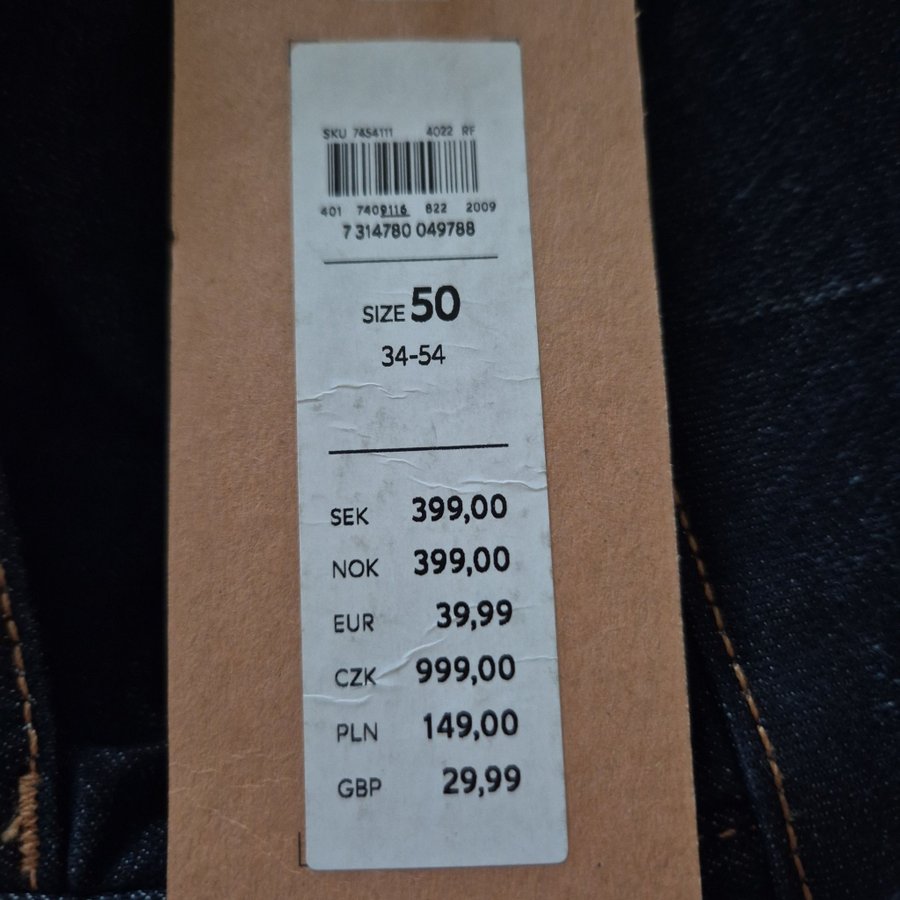 SKU 7454111 4022 RF
401 7409116 822 2009
7 314780 049788
SIZE 50
34-54
SEK 399,00
NOK 399,00
EUR 39,99
CZK 999,00
PLN 149,00
GBP 29,99